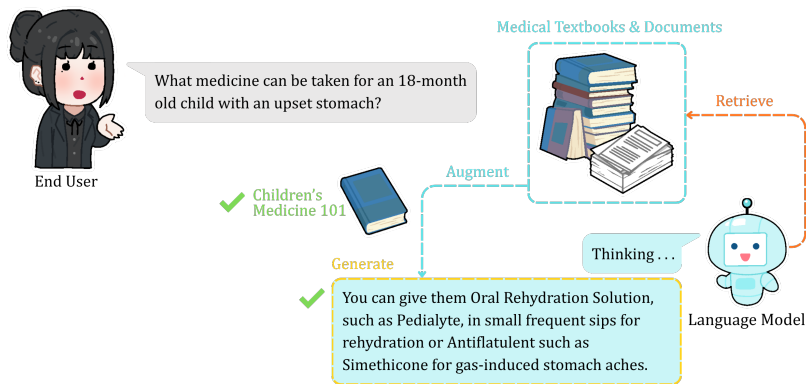 Medical Textbooks & Documents
What medicine can be taken for an 18-month
old child with an upset stomach?
Retrieve
End User
Augment
Children's
Medicine 101
Thinking . . .
Generate
You can give them Oral Rehydration Solution,
such as Pedialyte, in small frequent sips for
rehydration or Antiflatulent such as
Simethicone for gas-induced stomach aches.
Language Model